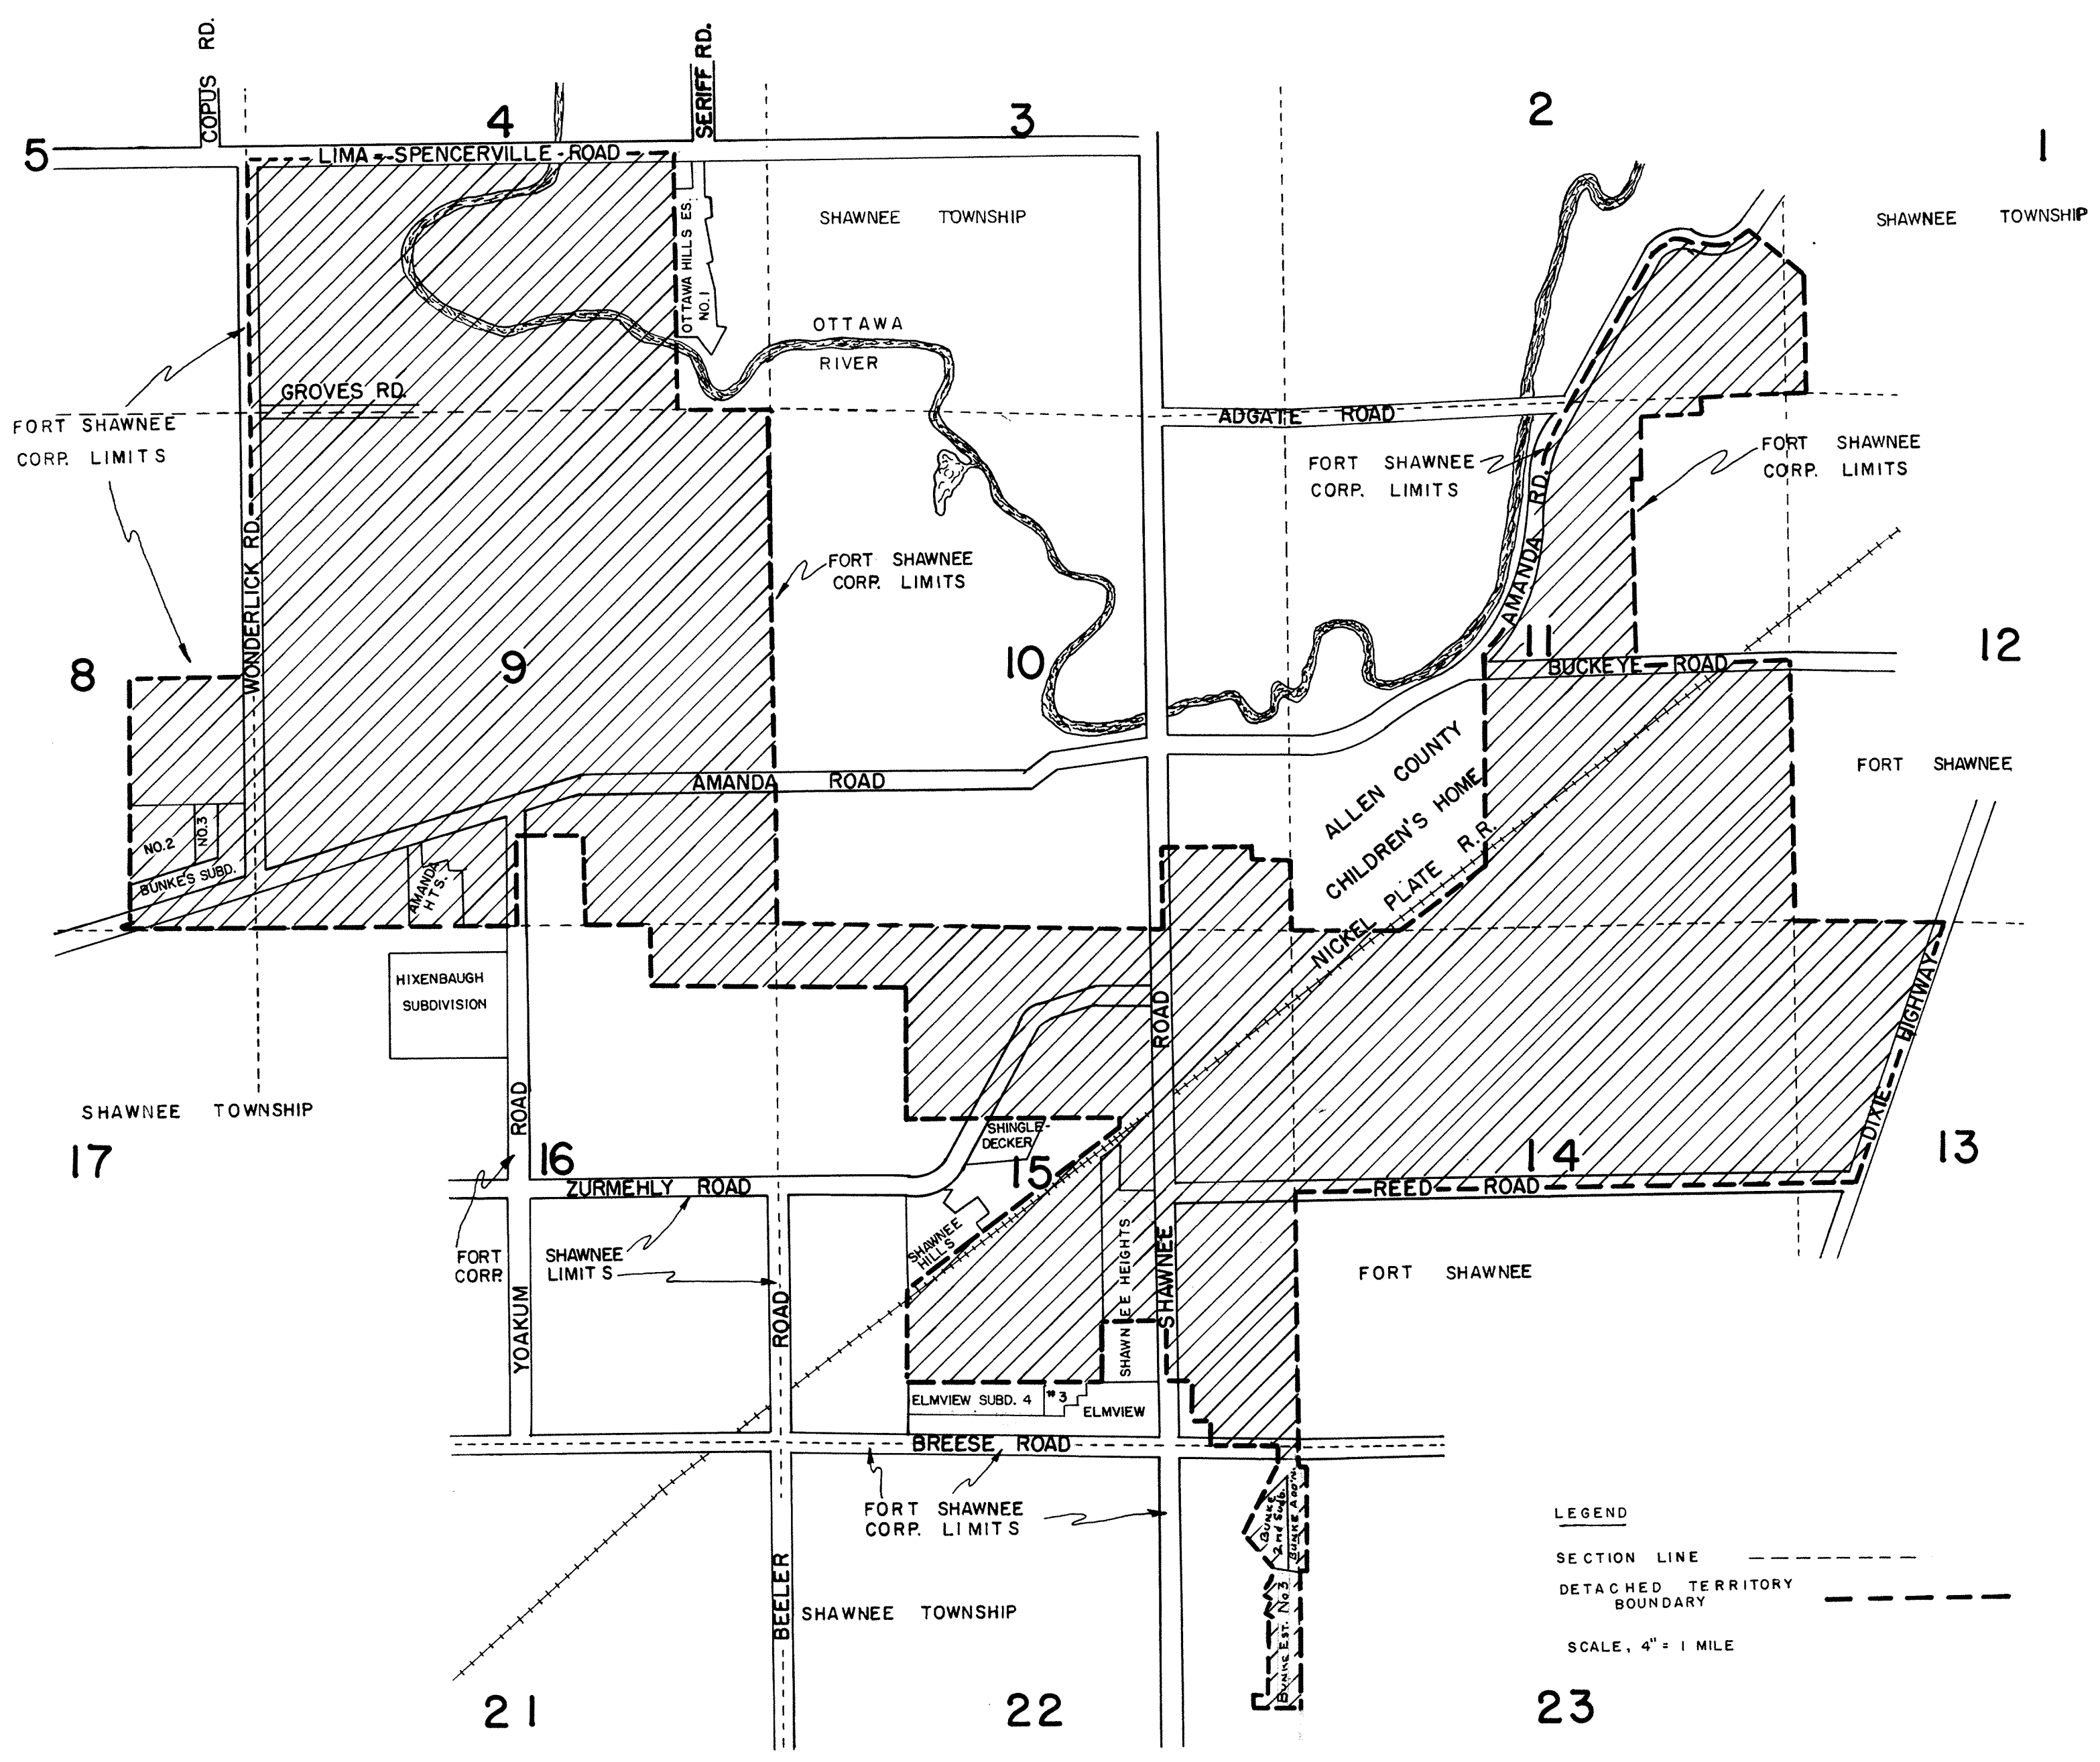 COPUS RD.
SERIFF RD.
4
3
2
1
5
LIMA - SPENCERVILLE - ROAD
SHAWNEE TOWNSHIP
SHAWNEE TOWNSHIP
OTTAWA HILLS ES.
NO. 1
OTTAWA
RIVER
GROVES RD.
ADGATE ROAD
FORT SHAWNEE
CORP. LIMITS
FORT SHAWNEE
CORP. LIMITS
FORT SHAWNEE
CORP. LIMITS
FORT SHAWNEE
CORP. LIMITS
WONDERLICK RD.
AMANDA RD.
8
9
10
11
12
BUCKEYE ROAD
AMANDA ROAD
ALLEN COUNTY
CHILDREN'S HOME
NICKEL PLATE R.R.
FORT SHAWNEE
NO.2
NO.3
BUNKE'S SUBD.
AMANDA
HTS.
HIXENBAUGH
SUBDIVISION
ROAD
DIXIE HIGHWAY
SHAWNEE TOWNSHIP
ROAD
SHINGLE-
DECKER
17
16
15
14
13
ZURMEHLY ROAD
REED ROAD
SHAWNEE
HILLS
SHAWNEE HEIGHTS
SHAWNEE
FORT SHAWNEE
CORP. LIMITS
FORT SHAWNEE
YOAKUM
ROAD
ELMVIEW SUBD. 4
#3
ELMVIEW
BREESE ROAD
FORT SHAWNEE
CORP. LIMITS
BUNKE
2nd Subd.
BUNKE ADD'N.
BUNKE EST. No 3
BEELER
SHAWNEE TOWNSHIP
LEGEND
SECTION LINE
DETACHED TERRITORY
BOUNDARY
SCALE, 4" = 1 MILE
21
22
23